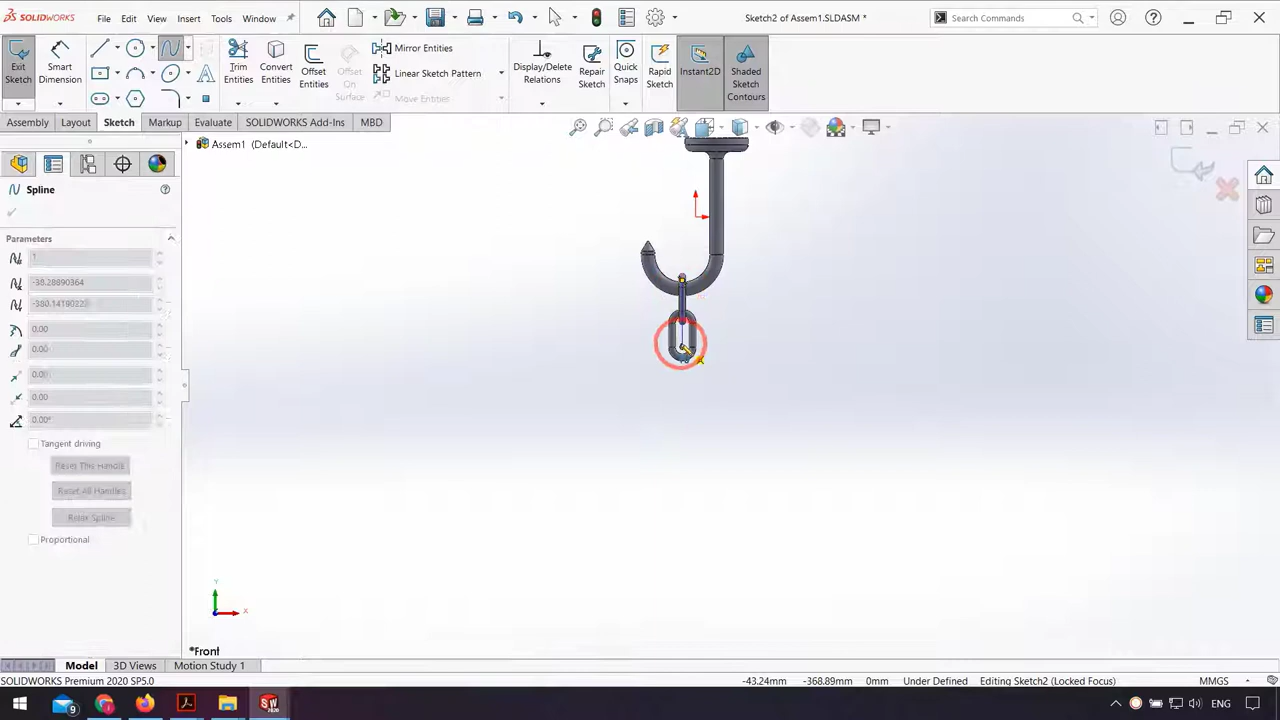 SOLIDWORKS
File Edit View Insert Tools Window
Sketch2 of Assem1.SLDASM *
Search Commands
Exit Sketch
Smart Dimension
Trim Entities
Convert Entities
Offset Entities
Offset On Surface
Mirror Entities
Linear Sketch Pattern
Move Entities
Display/Delete Relations
Repair Sketch
Quick Snaps
Rapid Sketch
Instant2D
Shaded Sketch Contours
Assembly Layout Sketch Markup Evaluate SOLIDWORKS Add-Ins MBD
Assem1 (Default<D...
Spline
Parameters
1
-38.28890364
0.00
0.00
0.00
0.00
0.00°
Tangent driving
Reset This Handle
Reset All Handles
Relax Spline
Proportional
Y
X
*Front
Model 3D Views Motion Study 1
SOLIDWORKS Premium 2020 SP5.0
-43.24mm -368.89mm 0mm Under Defined Editing Sketch2 (Locked Focus) MMGS
ENG